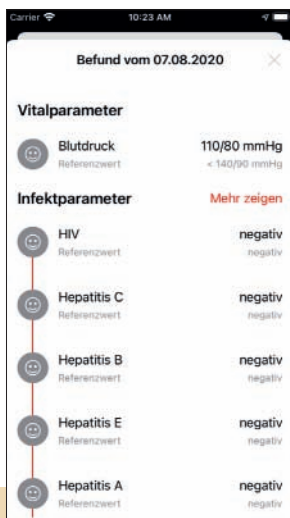 Carrier 10:23 AM
Befund vom 07.08.2020
Vitalparameter
Blutdruck 110/80 mmHg
Referenzwert < 140/90 mmHg
Infektparameter Mehr zeigen
HIV negativ
Referenzwert negativ
Hepatitis C negativ
Referenzwert negativ
Hepatitis B negativ
Referenzwert negativ
Hepatitis E negativ
Referenzwert negativ
Hepatitis A negativ
Referenzwert negativ